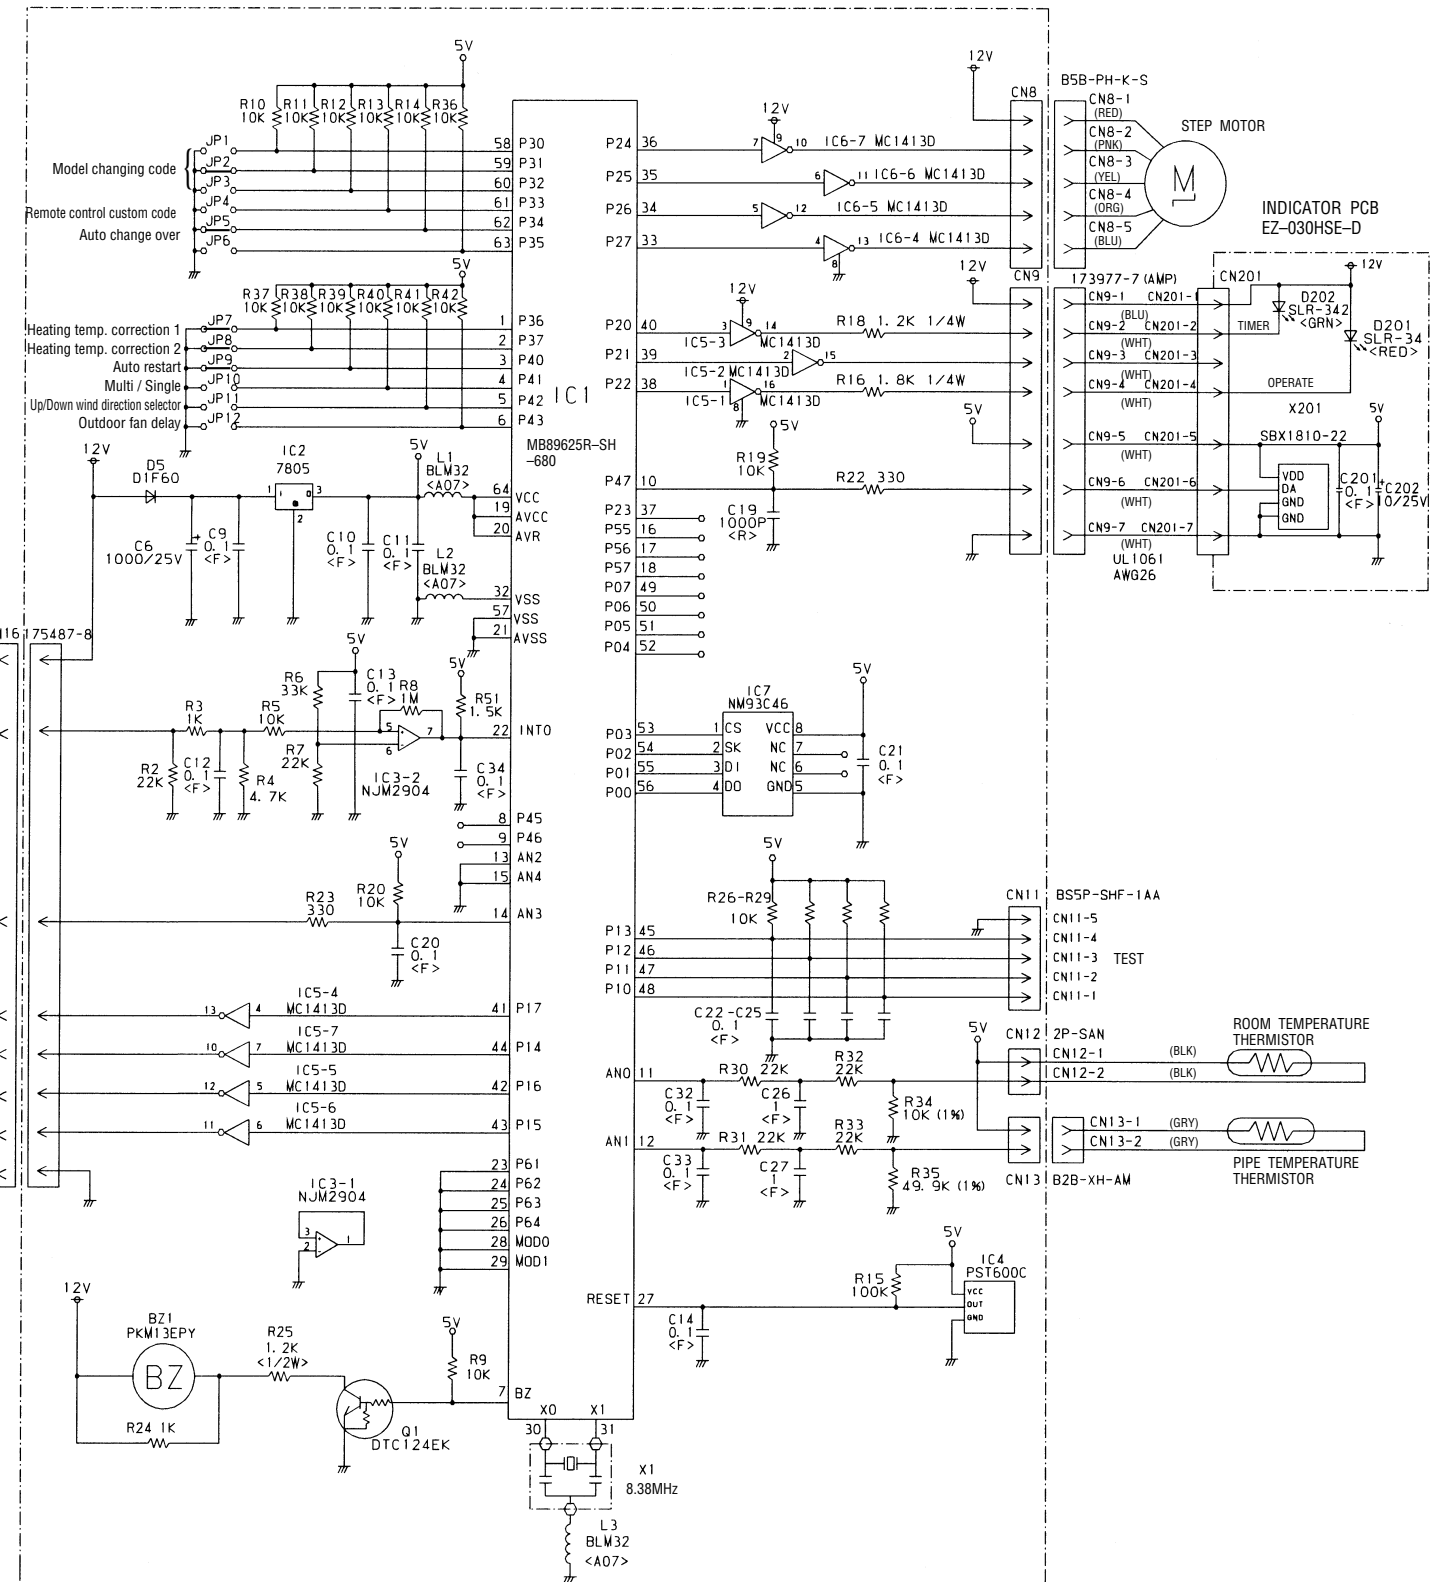 5V
12V
B5B-PH-K-S
CN8
CN8-1
(RED)
CN8-2
(PNK)
CN8-3
(YEL)
CN8-4
(ORG)
CN8-5
(BLU)
STEP MOTOR
M
R10 R11 R12 R13 R14 R36
10K 10K 10K 10K 10K 10K
JP1
JP2
JP3
JP4
JP5
JP6
Model changing code
Remote control custom code
Auto change over
58 P30
59 P31
60 P32
61 P33
62 P34
63 P35
P24 36
P25 35
P26 34
P27 33
12V
7 9 10 IC6-7 MC1413D
6 11 IC6-6 MC1413D
5 12 IC6-5 MC1413D
4 13 IC6-4 MC1413D
8
INDICATOR PCB
EZ-030HSE-D
5V
R37 R38 R39 R40 R41 R42
10K 10K 10K 10K 10K 10K
JP7
JP8
JP9
JP10
JP11
JP12
Heating temp. correction 1
Heating temp. correction 2
Auto restart
Multi / Single
Up/Down wind direction selector
Outdoor fan delay
1 P36
2 P37
3 P40
4 P41
5 P42
6 P43
IC1
MB89625R-SH
-680
P20 40
P21 39
P22 38
12V
3 9 14
IC5-3 MC1413D
2 15
IC5-2 MC1413D
1 16
IC5-1 MC1413D
8
R18 1.2K 1/4W
R16 1.8K 1/4W
12V
CN9
173977-7 (AMP)
CN201
CN9-1 CN201-1
(BLU)
CN9-2 CN201-2
(WHT)
CN9-3 CN201-3
(WHT)
CN9-4 CN201-4
(WHT)
CN9-5 CN201-5
(WHT)
CN9-6 CN201-6
(WHT)
CN9-7 CN201-7
(WHT)
UL1061
AWG26
12V
D202
SLR-342
<GRN>
TIMER
D201
SLR-34
<RED>
OPERATE
X201
SBX1810-22
5V
VDD
DA
GND
GND
C201
0.1
<F>
C202
10/25V
5V
5V
R19
10K
P47 10
R22 330
C19
1000P
<R>
12V
D5
D1F60
IC2
7805
1 3
2
5V
L1
BLM32
<A07>
64 VCC
19 AVCC
20 AVR
C6
1000/25V
C9
0.1
<F>
C10
0.1
<F>
C11
0.1
<F>
L2
BLM32
<A07>
32 VSS
57 VSS
21 AVSS
P23 37
P55 16
P56 17
P57 18
P07 49
P06 50
P05 51
P04 52
175487-8
5V
R6
33K
C13
0.1
<F>
R8
1M
5V
R51
1.5K
R3
1K
R5
10K
R2
22K
C12
0.1
<F>
R4
4.7K
R7
22K
5
6
7
IC3-2
NJM2904
C34
0.1
<F>
22 INT0
IC7
NM93C46
P03 53 1 CS VCC 8
P02 54 2 SK NC 7
P01 55 3 DI NC 6
P00 56 4 DO GND 5
5V
C21
0.1
<F>
8 P45
9 P46
13 AN2
15 AN4
14 AN3
5V
R20
10K
R23
330
C20
0.1
<F>
5V
R26-R29
10K
P13 45
P12 46
P11 47
P10 48
C22-C25
0.1
<F>
CN11 BS5P-SHF-1AA
CN11-5
CN11-4
CN11-3 TEST
CN11-2
CN11-1
IC5-4
13 4 MC1413D 41 P17
IC5-7
10 7 MC1413D 44 P14
IC5-5
12 5 MC1413D 42 P16
IC5-6
11 6 MC1413D 43 P15
5V
CN12 2P-SAN
CN12-1 (BLK)
CN12-2 (BLK)
ROOM TEMPERATURE
THERMISTOR
AN0 11
R30 22K
R32
22K
C32
0.1
<F>
C26
1
<F>
R34
10K (1%)
AN1 12
R31 22K
R33
22K
C33
0.1
<F>
C27
1
<F>
R35
49.9K (1%)
CN13-1 (GRY)
CN13-2 (GRY)
CN13 B2B-XH-AM
PIPE TEMPERATURE
THERMISTOR
23 P61
24 P62
25 P63
26 P64
28 MOD0
29 MOD1
IC3-1
NJM2904
3
2
1
RESET 27
C14
0.1
<F>
R15
100K
5V
IC4
PST600C
VCC
OUT
GND
12V
BZ1
PKM13EPY
BZ
R24 1K
R25
1.2K
<1/2W>
Q1
DTC124EK
5V
R9
10K
7 BZ
X0 X1
30 31
X1
8.38MHz
L3
BLM32
<A07>